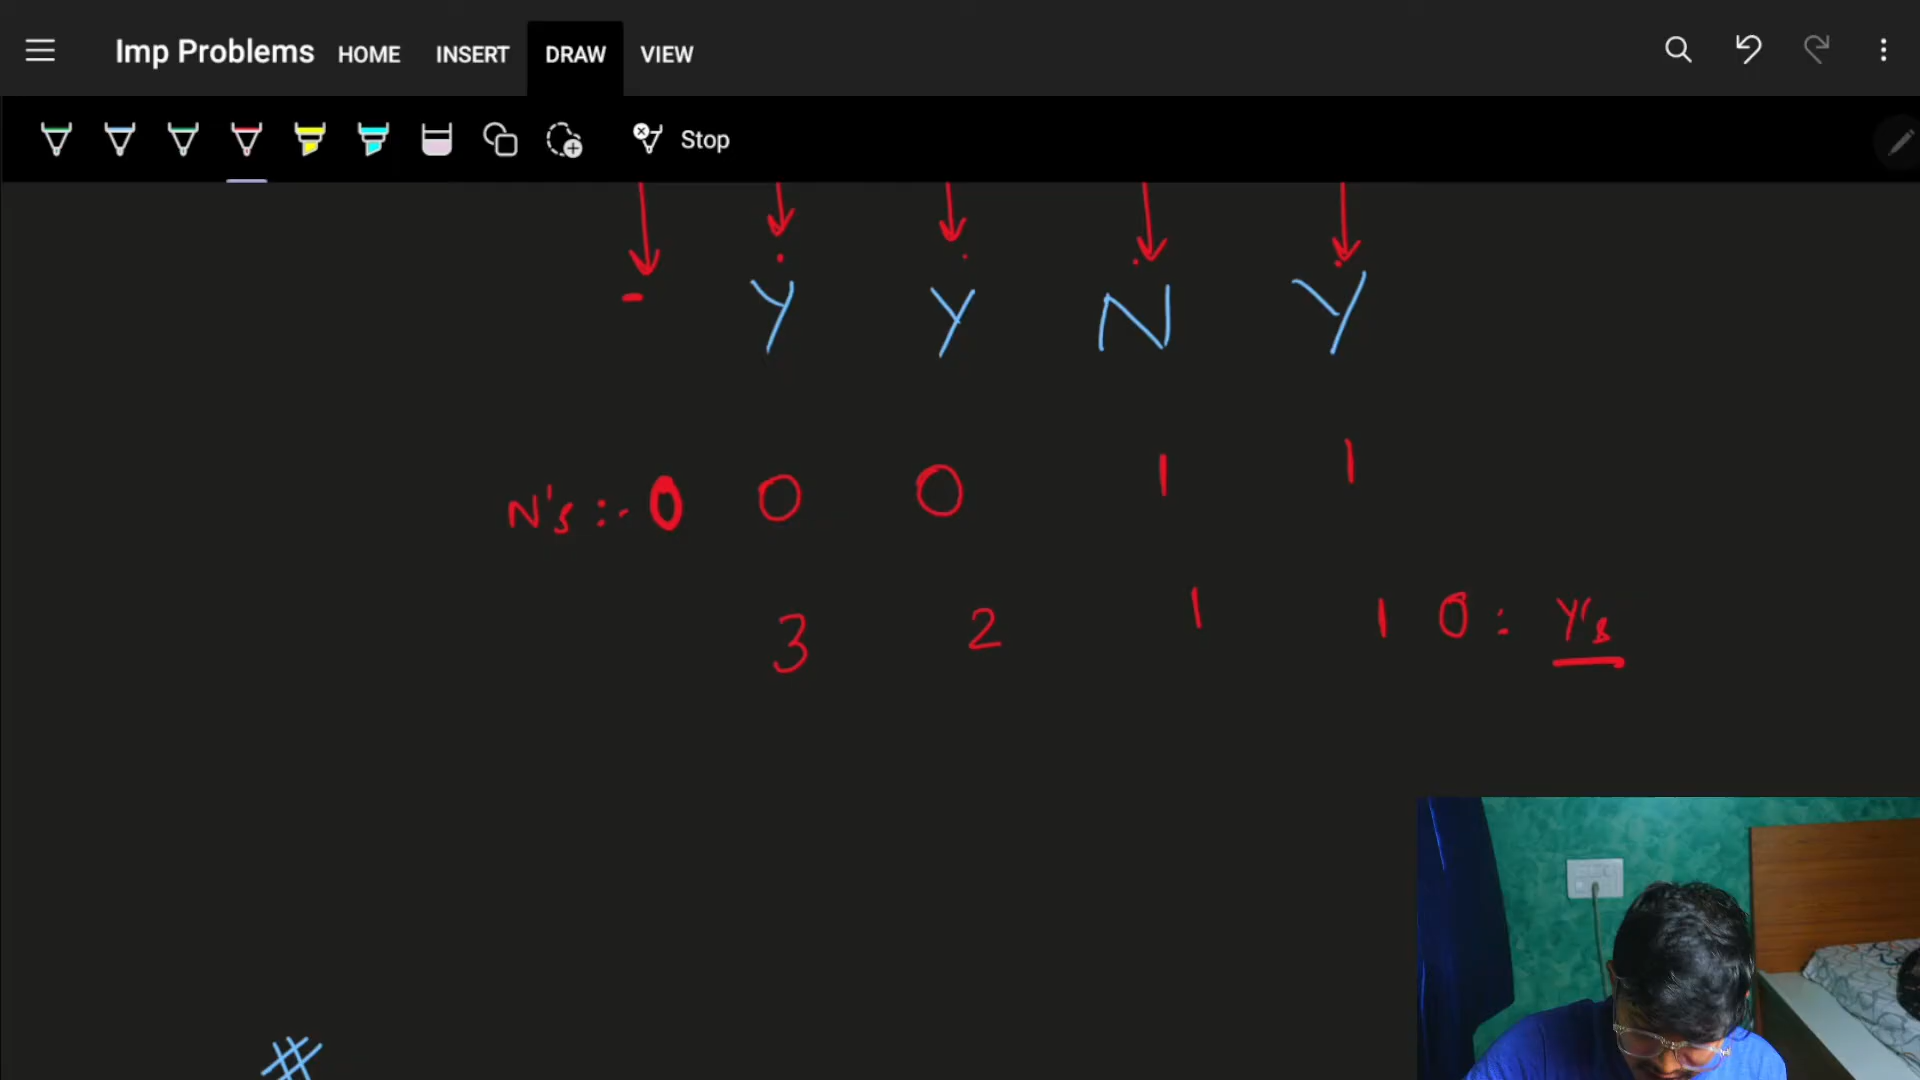 Imp Problems HOME INSERT DRAW VIEW
Stop
- Y Y N Y
N's :- 0 0 0 1 1
3 2 1 1 0 : Y's
#